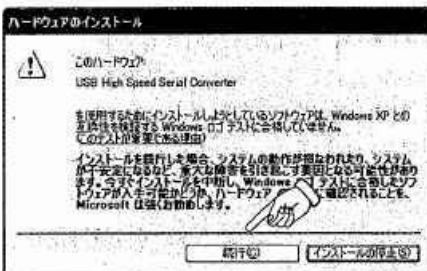 ハードウェアのインストール
このハードウェア:
USB High Speed Serial Converter
を使用するためにインストールしようとしているソフトウェアは、Windows XP との
互換性を検証する Windows ロゴ テストに合格していません。
(このテストが重要である理由)
インストールを続行した場合、システムの動作が損なわれたり、システム
が不安定になるなど、重大な障害を引き起こす要因となる可能性があり
ます。今すぐインストールを中断し、Windows ロゴ テストに合格したソフ
トウェアが入手可能かどうか、ハードウェア に確認されることを、
Microsoft は強くお勧めします。
続行(C)
インストールの停止(S)